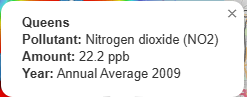 Queens
Pollutant: Nitrogen dioxide (NO2)
Amount: 22.2 ppb
Year: Annual Average 2009